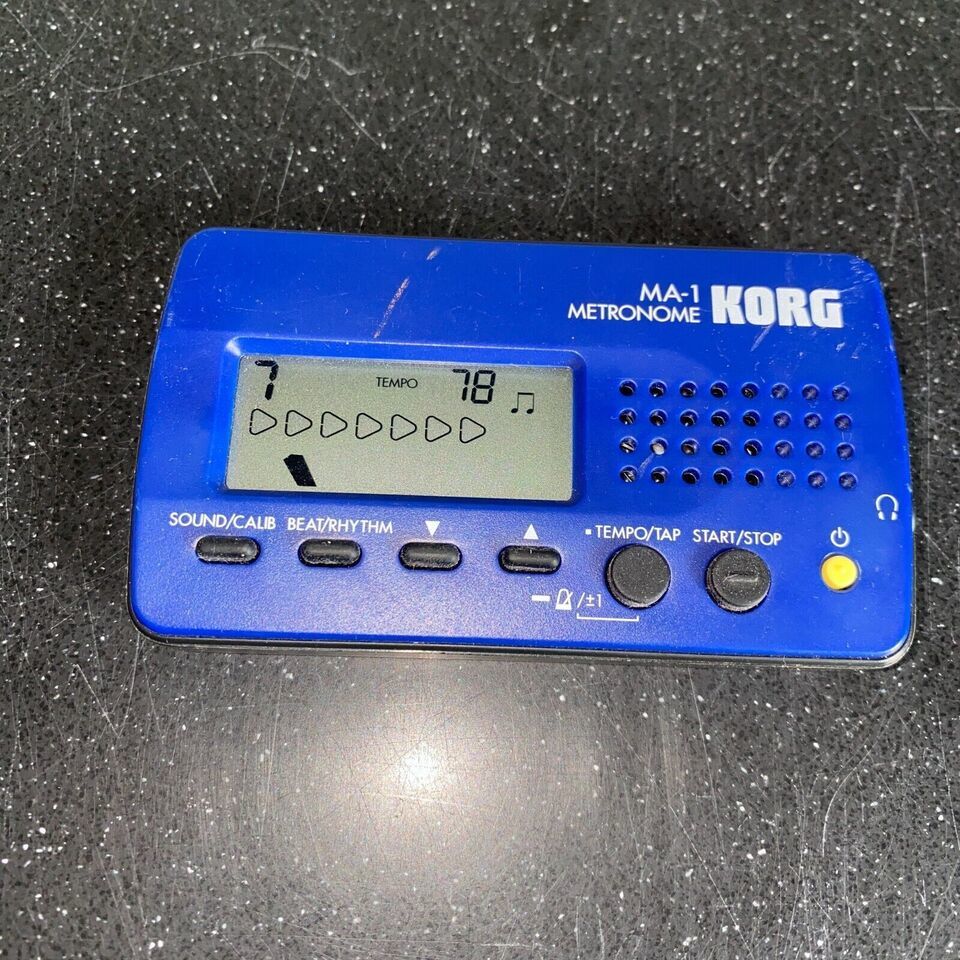 MA-1
METRONOME KORG
7 TEMPO 78
SOUND/CALIB BEAT/RHYTHM ▼ ▲ TEMPO/TAP START/STOP
/±1